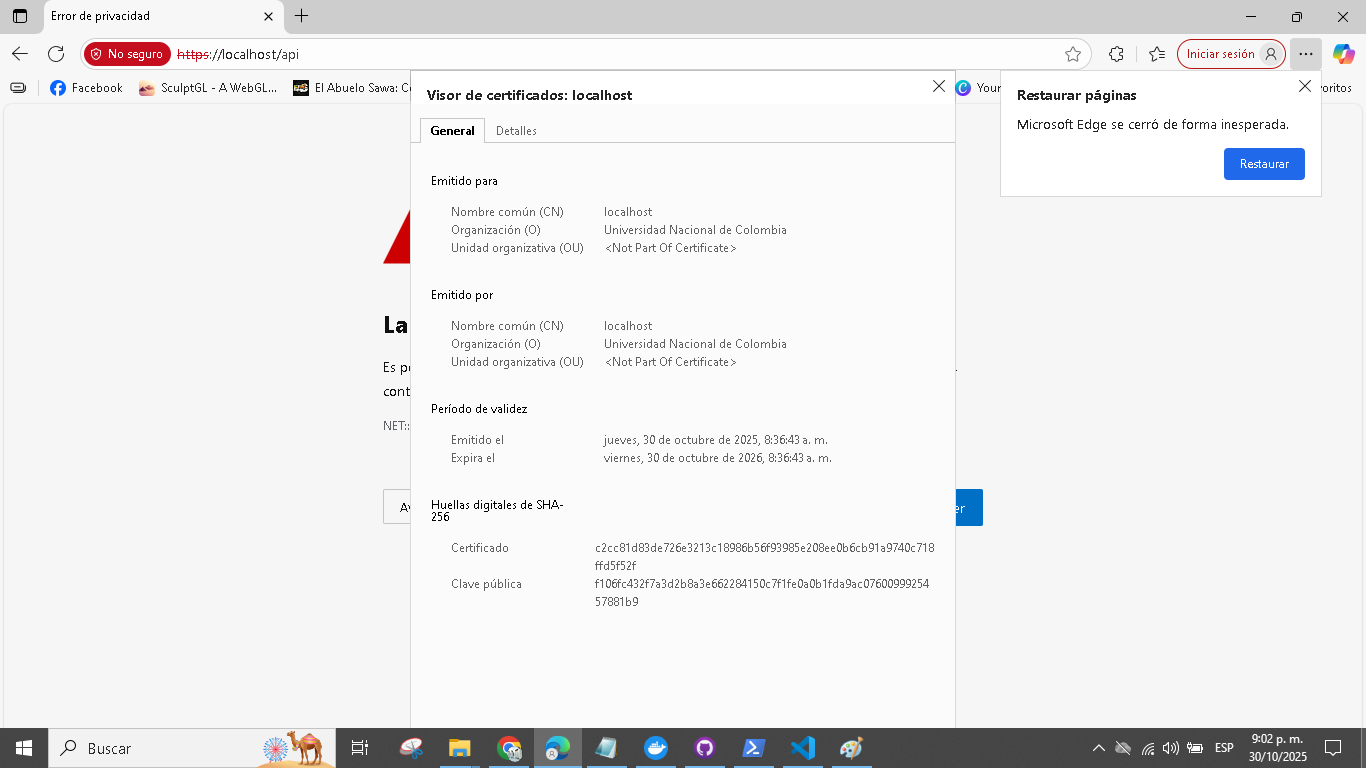 Error de privacidad
No seguro
https://localhost/api
Iniciar sesión
Facebook
SculptGL - A WebGL...
El Abuelo Sawa: C
Your
voritos
Visor de certificados: localhost
General
Detalles
Emitido para
Nombre común (CN) localhost
Organización (O) Universidad Nacional de Colombia
Unidad organizativa (OU) <Not Part Of Certificate>
Emitido por
Nombre común (CN) localhost
Organización (O) Universidad Nacional de Colombia
Unidad organizativa (OU) <Not Part Of Certificate>
Período de validez
Emitido el jueves, 30 de octubre de 2025, 8:36:43 a. m.
Expira el viernes, 30 de octubre de 2026, 8:36:43 a. m.
Huellas digitales de SHA-
256
Certificado c2cc81d83de726e3213c18986b56f93985e208ee0b6cb91a9740c718
ffd5f52f
Clave pública f106fc432f7a3d2b8a3e662284150c7f1fe0a0b1fda9ac07600999254
57881b9
Restaurar páginas
Microsoft Edge se cerró de forma inesperada.
Restaurar
La
Es p
cont
NET::
A
er
Buscar
ESP
9:02 p. m.
30/10/2025